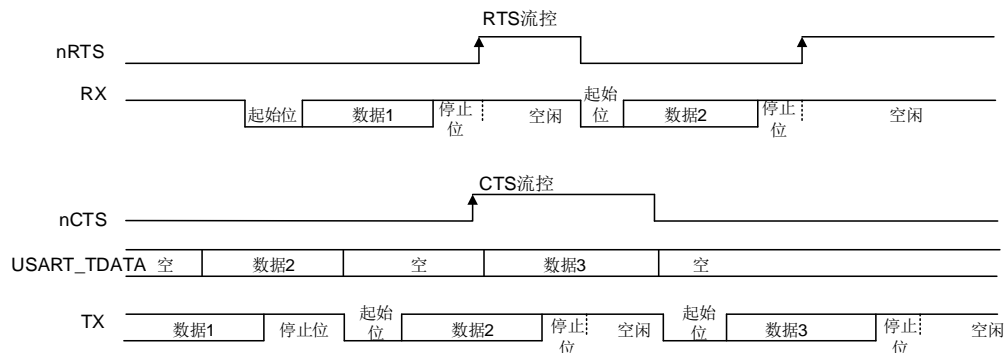 RTS流控
nRTS
RX 起始位 数据1 停止位 空闲 起始位 数据2 停止位 空闲
CTS流控
nCTS
USART_TDATA 空 数据2 空 数据3 空
TX 数据1 停止位 起始位 数据2 停止位 空闲 起始位 数据3 停止位 空闲